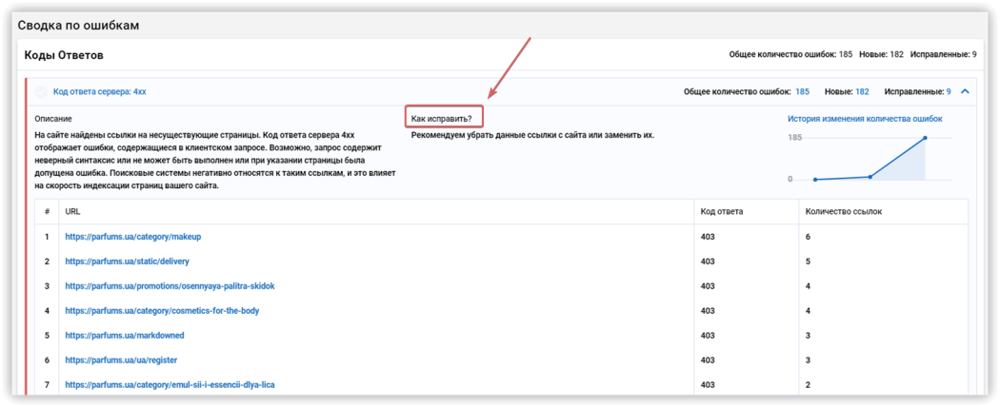 Сводка по ошибкам
Коды Ответов
Общее количество ошибок: 185 Новые: 182 Исправленные: 9
Код ответа сервера: 4xx
Общее количество ошибок: 185 Новые: 182 Исправленные: 9
Описание
На сайте найдены ссылки на несуществующие страницы. Код ответа сервера 4xx
отображает ошибки, содержащиеся в клиентском запросе. Возможно, запрос содержит
неверный синтаксис или не может быть выполнен или при указании страницы была
допущена ошибка. Поисковые системы негативно относятся к таким ссылкам, и это влияет
на скорость индексации страниц вашего сайта.
Как исправить?
Рекомендуем убрать данные ссылки с сайта или заменить их.
История изменения количества ошибок
185
0
# URL Код ответа Количество ссылок
1 https://parfums.ua/category/makeup 403 6
2 https://parfums.ua/static/delivery 403 5
3 https://parfums.ua/promotions/osennyaya-palitra-skidok 403 4
4 https://parfums.ua/category/cosmetics-for-the-body 403 4
5 https://parfums.ua/markdowned 403 3
6 https://parfums.ua/ua/register 403 3
7 https://parfums.ua/category/emul-sii-i-essencii-dlya-lica 403 2